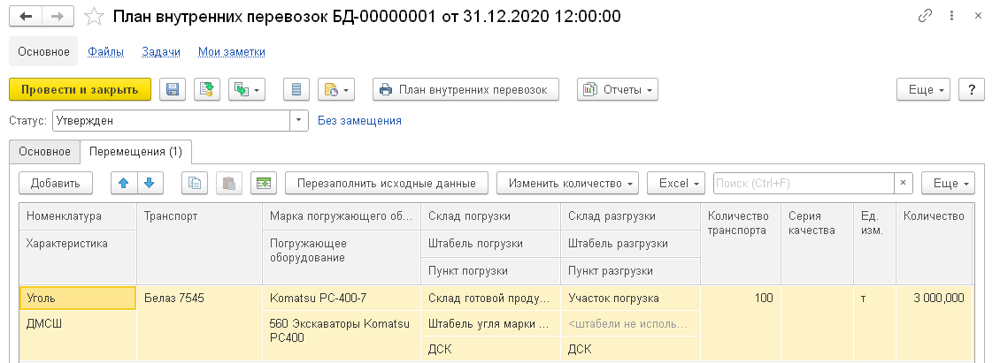 План внутренних перевозок БД-00000001 от 31.12.2020 12:00:00
Основное Файлы Задачи Мои заметки
Провести и закрыть План внутренних перевозок Отчеты Еще ?
Статус: Утвержден Без замещения
Основное Перемещения (1)
Добавить Перезаполнить исходные данные Изменить количество Excel Поиск (Ctrl+F) × Еще
Номенклатура Транспорт Марка погружающего об... Склад погрузки Склад разгрузки Количество транспорта Серия качества Ед. изм. Количество
Характеристика Погружающее оборудование Штабель погрузки Штабель разгрузки
Пункт погрузки Пункт разгрузки
Уголь Белаз 7545 Komatsu PC-400-7 Склад готовой проду... Участок погрузка 100 т 3 000,000
ДМСШ 560 Экскаваторы Komatsu PC400 Штабель угля марки ... <штабели не исполь...
ДСК ДСК